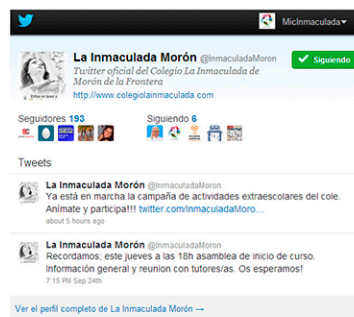 MicInmaculada
La Inmaculada Morón @InmaculadaMoron
Siguiendo
Twitter oficial del Colegio La Inmaculada de
Morón de la Frontera
http://www.colegiolainmaculada.com
Seguidores 193
Siguiendo 6
Tweets
La Inmaculada Morón @InmaculadaMoron
Ya está en marcha la campaña de actividades extraescolares del cole.
Anímate y participa!!! twitter.com/InmaculadaMoro…
about 5 hours ago
La Inmaculada Morón @InmaculadaMoron
Recordamos; este jueves a las 18h asamblea de inicio de curso.
Información general y reunion con tutores/as. Os esperamos!
7:15 PM Sep 24th
Ver el perfil completo de La Inmaculada Morón →